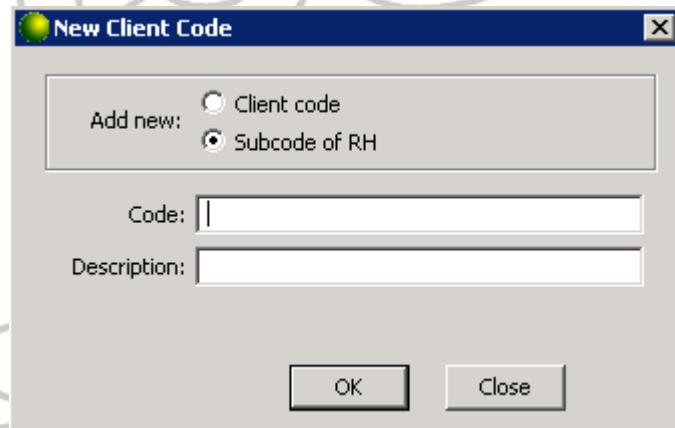 New Client Code
Add new:
Client code
Subcode of RH
Code:
Description:
OK
Close